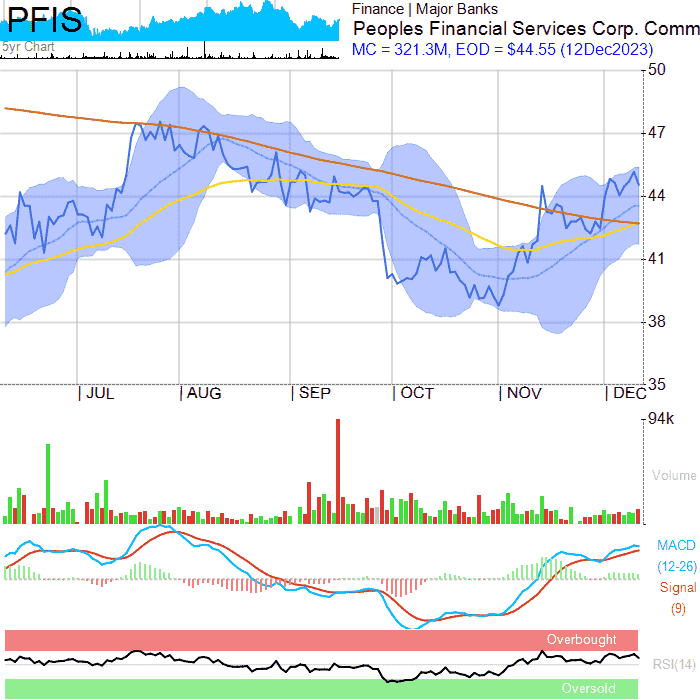 PFIS
5yr Chart
Finance | Major Banks
Peoples Financial Services Corp. Comm
MC = 321.3M, EOD = $44.55 (12Dec2023)
50
47
44
41
38
35
| JUL
| AUG
| SEP
| OCT
| NOV
| DEC
94k
Volume
MACD
(12-26)
Signal
(9)
Overbought
RSI(14)
Oversold